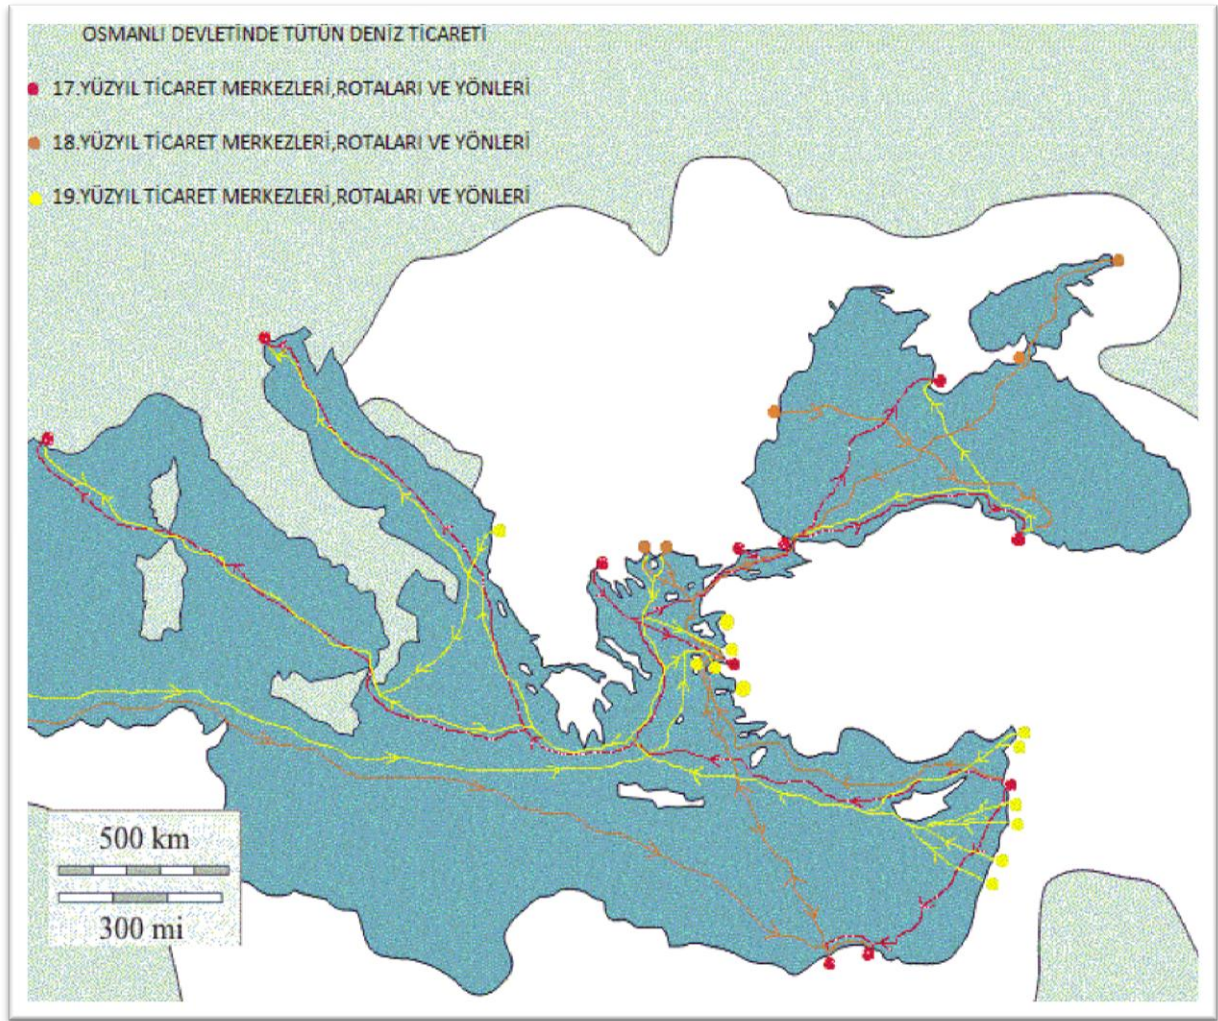 OSMANLI DEVLETİNDE TÜTÜN DENİZ TİCARETİ
17.YÜZYIL TİCARET MERKEZLERİ,ROTALARI VE YÖNLERİ
18.YÜZYIL TİCARET MERKEZLERİ,ROTALARI VE YÖNLERİ
19.YÜZYIL TİCARET MERKEZLERİ,ROTALARI VE YÖNLERİ
500 km
300 mi